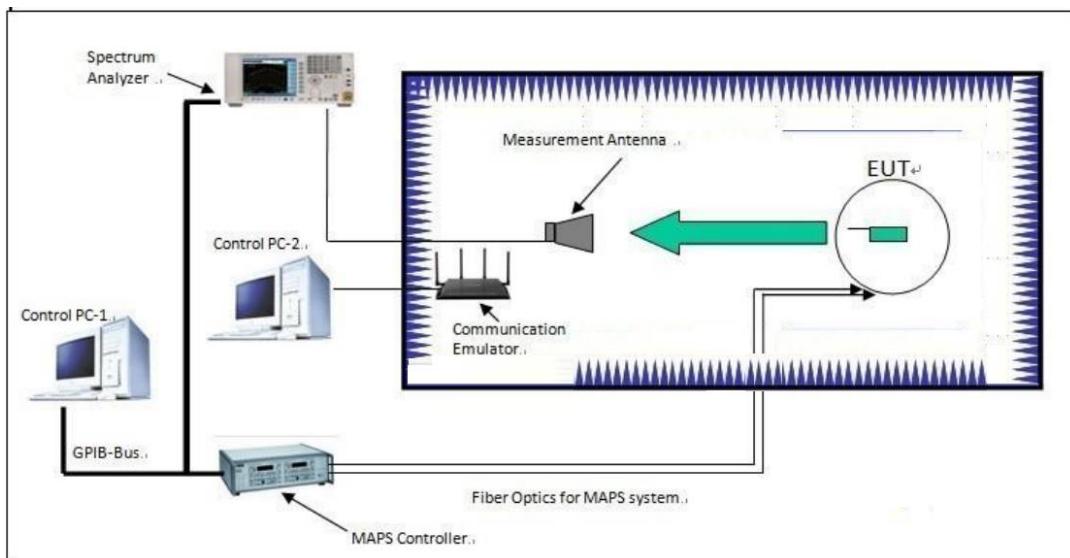 Spectrum
Analyzer
Measurement Antenna
EUT
Control PC-2
Control PC-1
Communication
Emulator
GPIB-Bus
Fiber Optics for MAPS system
MAPS Controller